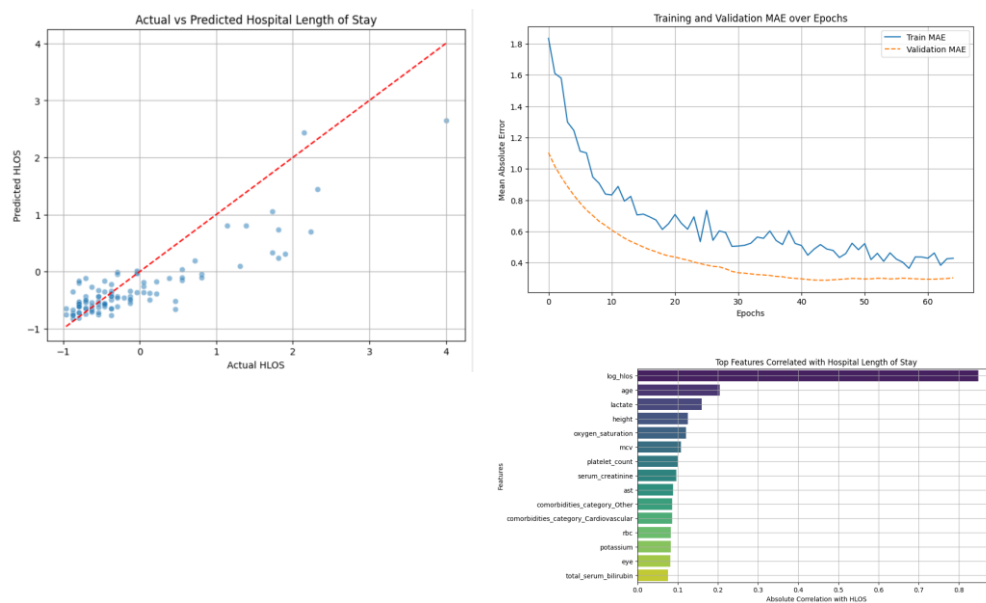 Actual vs Predicted Hospital Length of Stay
4
3
2
1
0
−1
Predicted HLOS
−1 0 1 2 3 4
Actual HLOS
Training and Validation MAE over Epochs
Train MAE
Validation MAE
1.8
1.6
1.4
1.2
1.0
0.8
0.6
0.4
Mean Absolute Error
0 10 20 30 40 50 60
Epochs
Top Features Correlated with Hospital Length of Stay
log_hlos
age
lactate
height
oxygen_saturation
mcv
platelet_count
serum_creatinine
ast
comorbidities_category_Other
comorbidities_category_Cardiovascular
rbc
potassium
eye
total_serum_bilirubin
Features
0.0 0.1 0.2 0.3 0.4 0.5 0.6 0.7 0.8
Absolute Correlation with HLOS